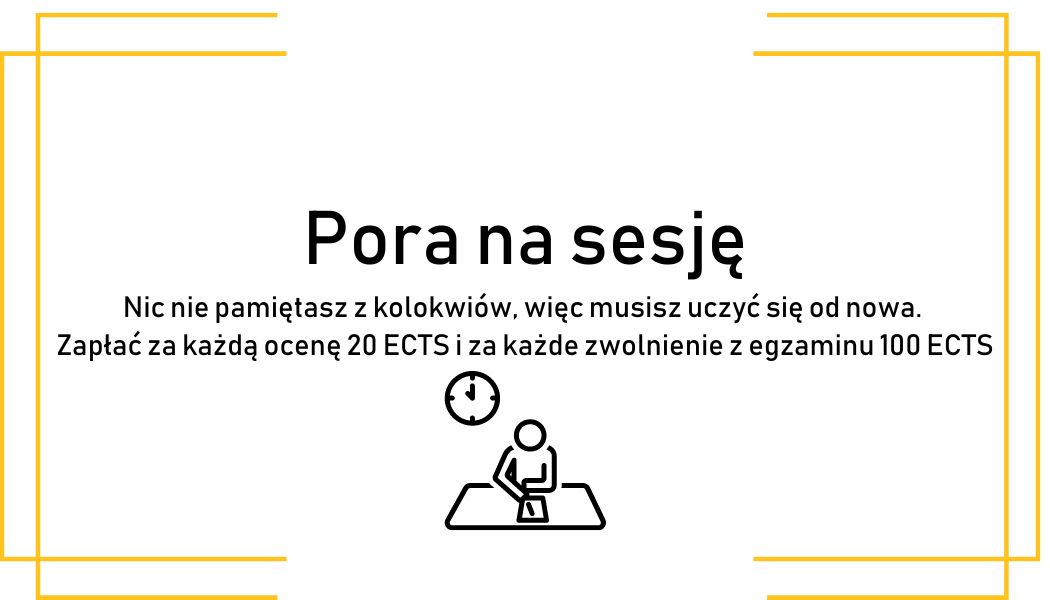 Pora na sesję
Nic nie pamiętasz z kolokwiów, więc musisz uczyć się od nowa.
Zapłać za każdą ocenę 20 ECTS i za każde zwolnienie z egzaminu 100 ECTS